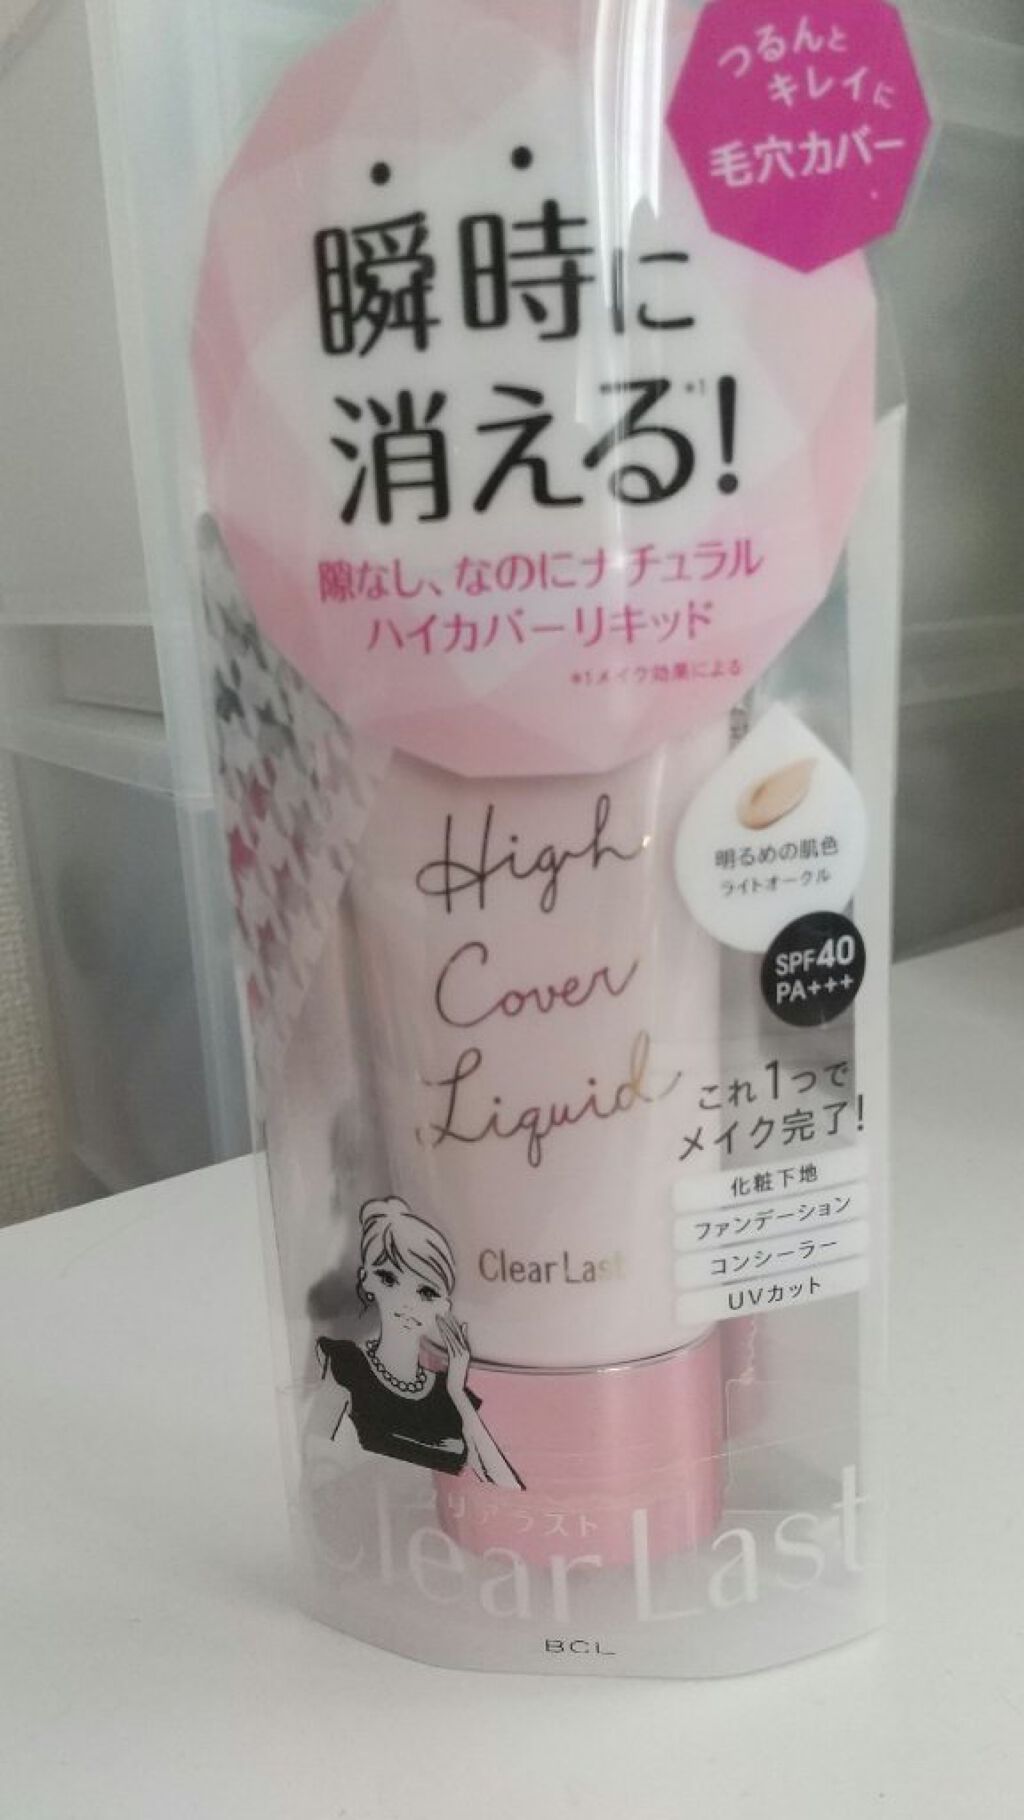 つるんと
キレイに
毛穴カバー
瞬時に
消える!*1
隙なし、なのにナチュラル
ハイカバーリキッド
*1メイク効果による
High
Cover
Liquid
明るめの肌色
ライトオークル
SPF40
PA+++
これ1つで
メイク完了!
化粧下地
ファンデーション
コンシーラー
UVカット
ClearLast
クリアラスト
Clear Last
BCL